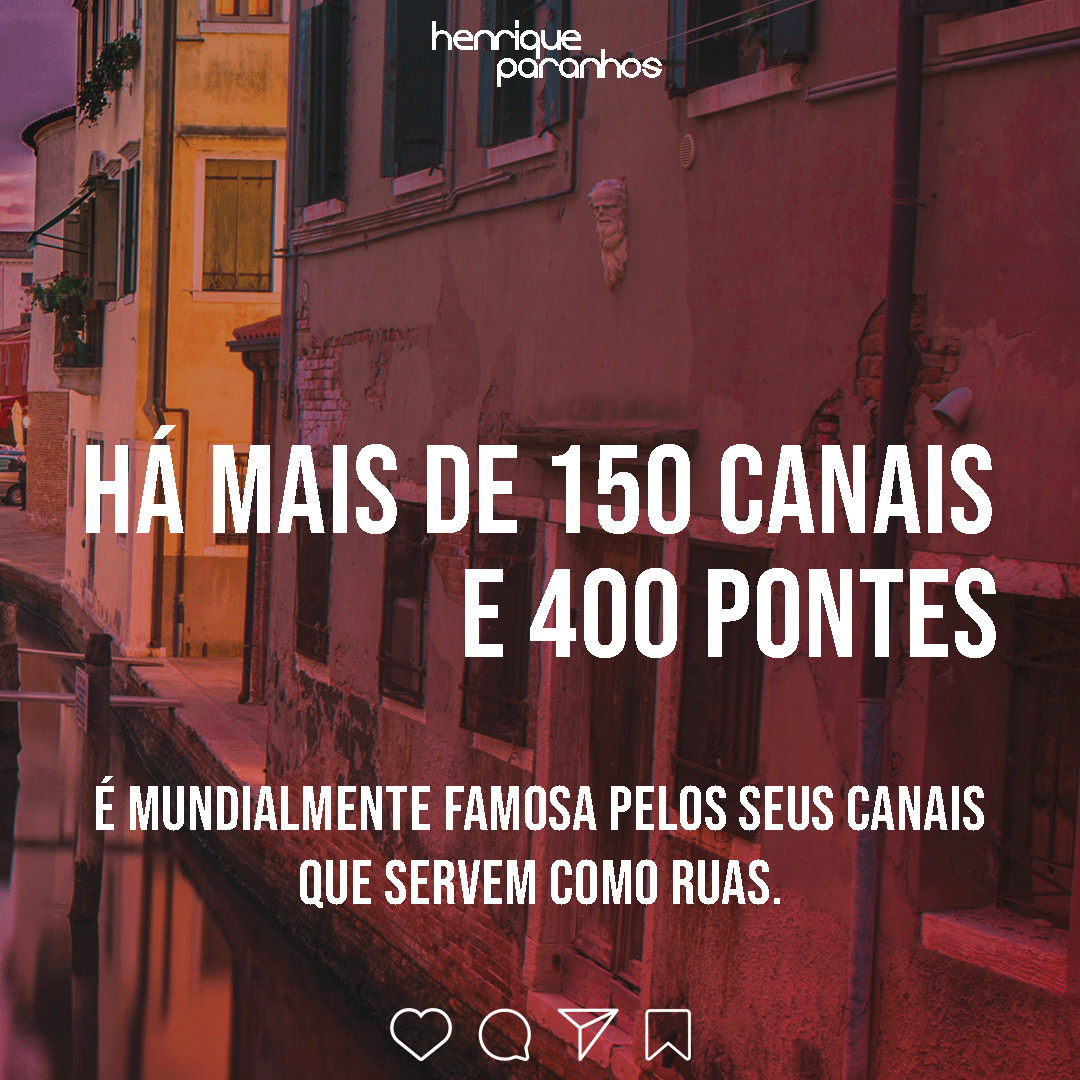 henrique
paranhos
HÁ MAIS DE 150 CANAIS
E 400 PONTES
É MUNDIALMENTE FAMOSA PELOS SEUS CANAIS
QUE SERVEM COMO RUAS.